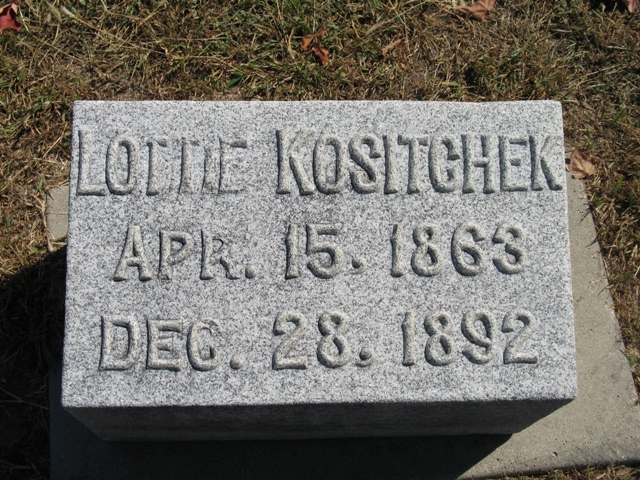 LOTTIE KOSITCHEK
APR. 15. 1863
DEC. 28. 1892